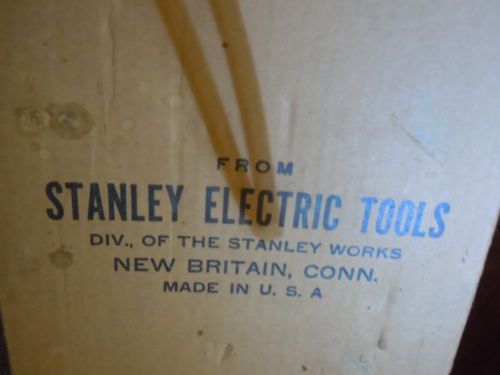 FROM
STANLEY ELECTRIC TOOLS
DIV., OF THE STANLEY WORKS
NEW BRITAIN, CONN.
MADE IN U. S. A